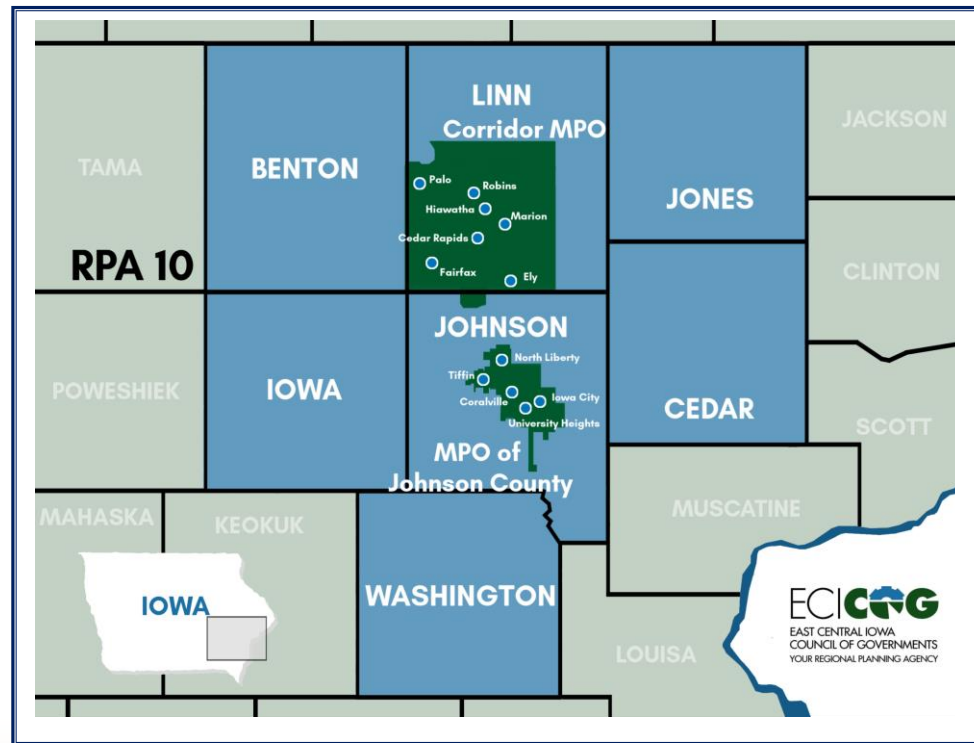 LINN
Corridor MPO
JACKSON
TAMA
BENTON
Palo
Robins
JONES
Hiawatha
Marion
Cedar Rapids
RPA 10
Fairfax
Ely
CLINTON
JOHNSON
North Liberty
POWESHIEK
IOWA
Tiffin
Coralville
Iowa City
CEDAR
University Heights
SCOTT
MPO of
Johnson County
MAHASKA
KEOKUK
MUSCATINE
IOWA
WASHINGTON
ECICOG
EAST CENTRAL IOWA
COUNCIL OF GOVERNMENTS
YOUR REGIONAL PLANNING AGENCY
LOUISA